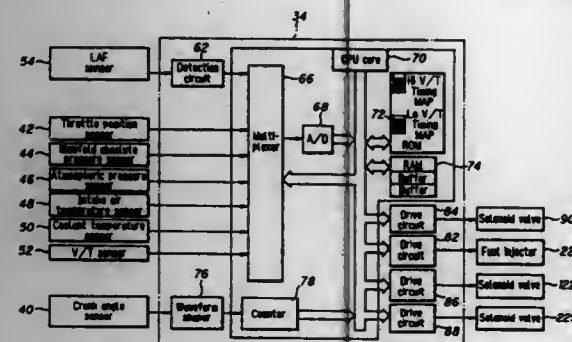 34
54
LAF
sensor
62
Detection
circuit
66
Multi-
plexer
68
A/D
CPU core
70
72
Hi V/T
Timing
MAP
Lo V/T
Timing
MAP
ROM
RAM
Buffer
Buffer
74
42
Throttle position
sensor
44
Manifold absolute
pressure sensor
46
Atmospheric pressure
sensor
48
Intake air
temperature sensor
50
Coolant temperature
sensor
52
V/T sensor
40
Crank angle
sensor
76
Waveform
shaper
78
Counter
84
Drive
circuit
Solenoid valve
90
82
Drive
circuit
Fuel injector
22
86
Drive
circuit
Solenoid valve
88
Drive
circuit
Solenoid valve